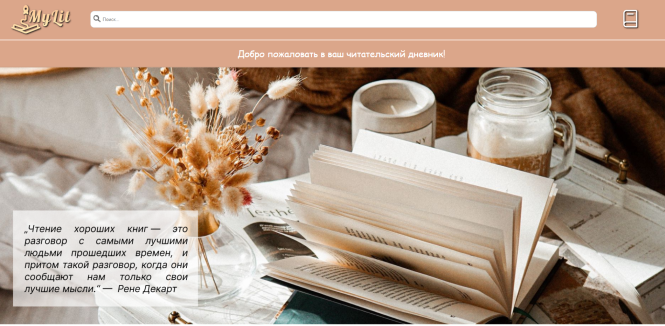 MyLit
Поиск...
Добро пожаловать в ваш читательский дневник!
„Чтение хороших книг — это
разговор с самыми лучшими
людьми прошедших времен, и
притом такой разговор, когда они
сообщают нам только свои
лучшие мысли.“ — Рене Декарт